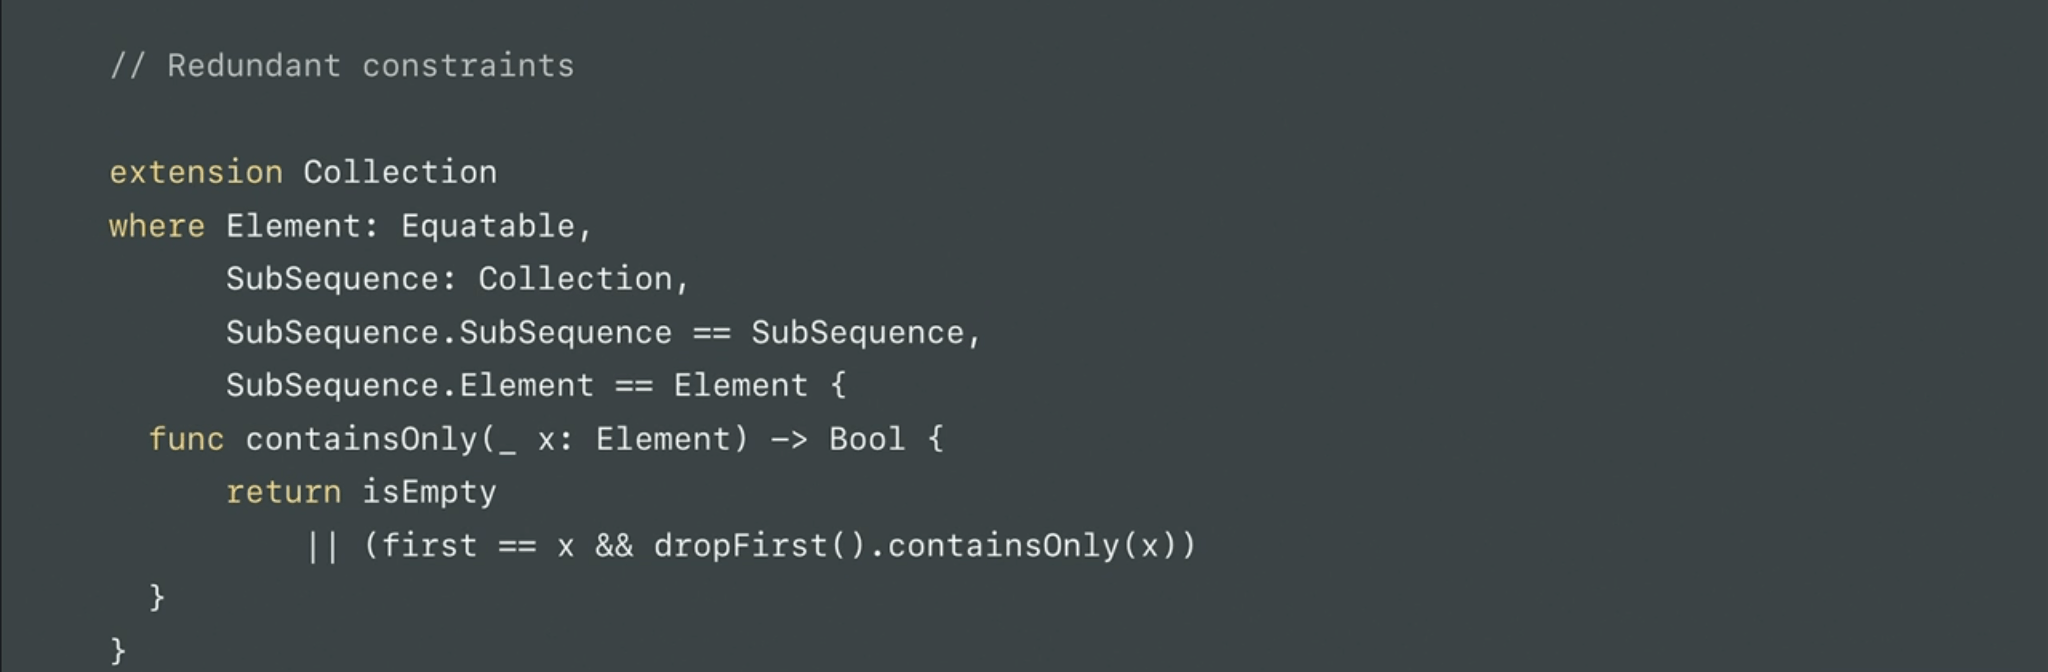 // Redundant constraints
extension Collection
where Element: Equatable,
SubSequence: Collection,
SubSequence.SubSequence == SubSequence,
SubSequence.Element == Element {
func containsOnly(_ x: Element) -> Bool {
return isEmpty
|| (first == x && dropFirst().containsOnly(x))
}
}